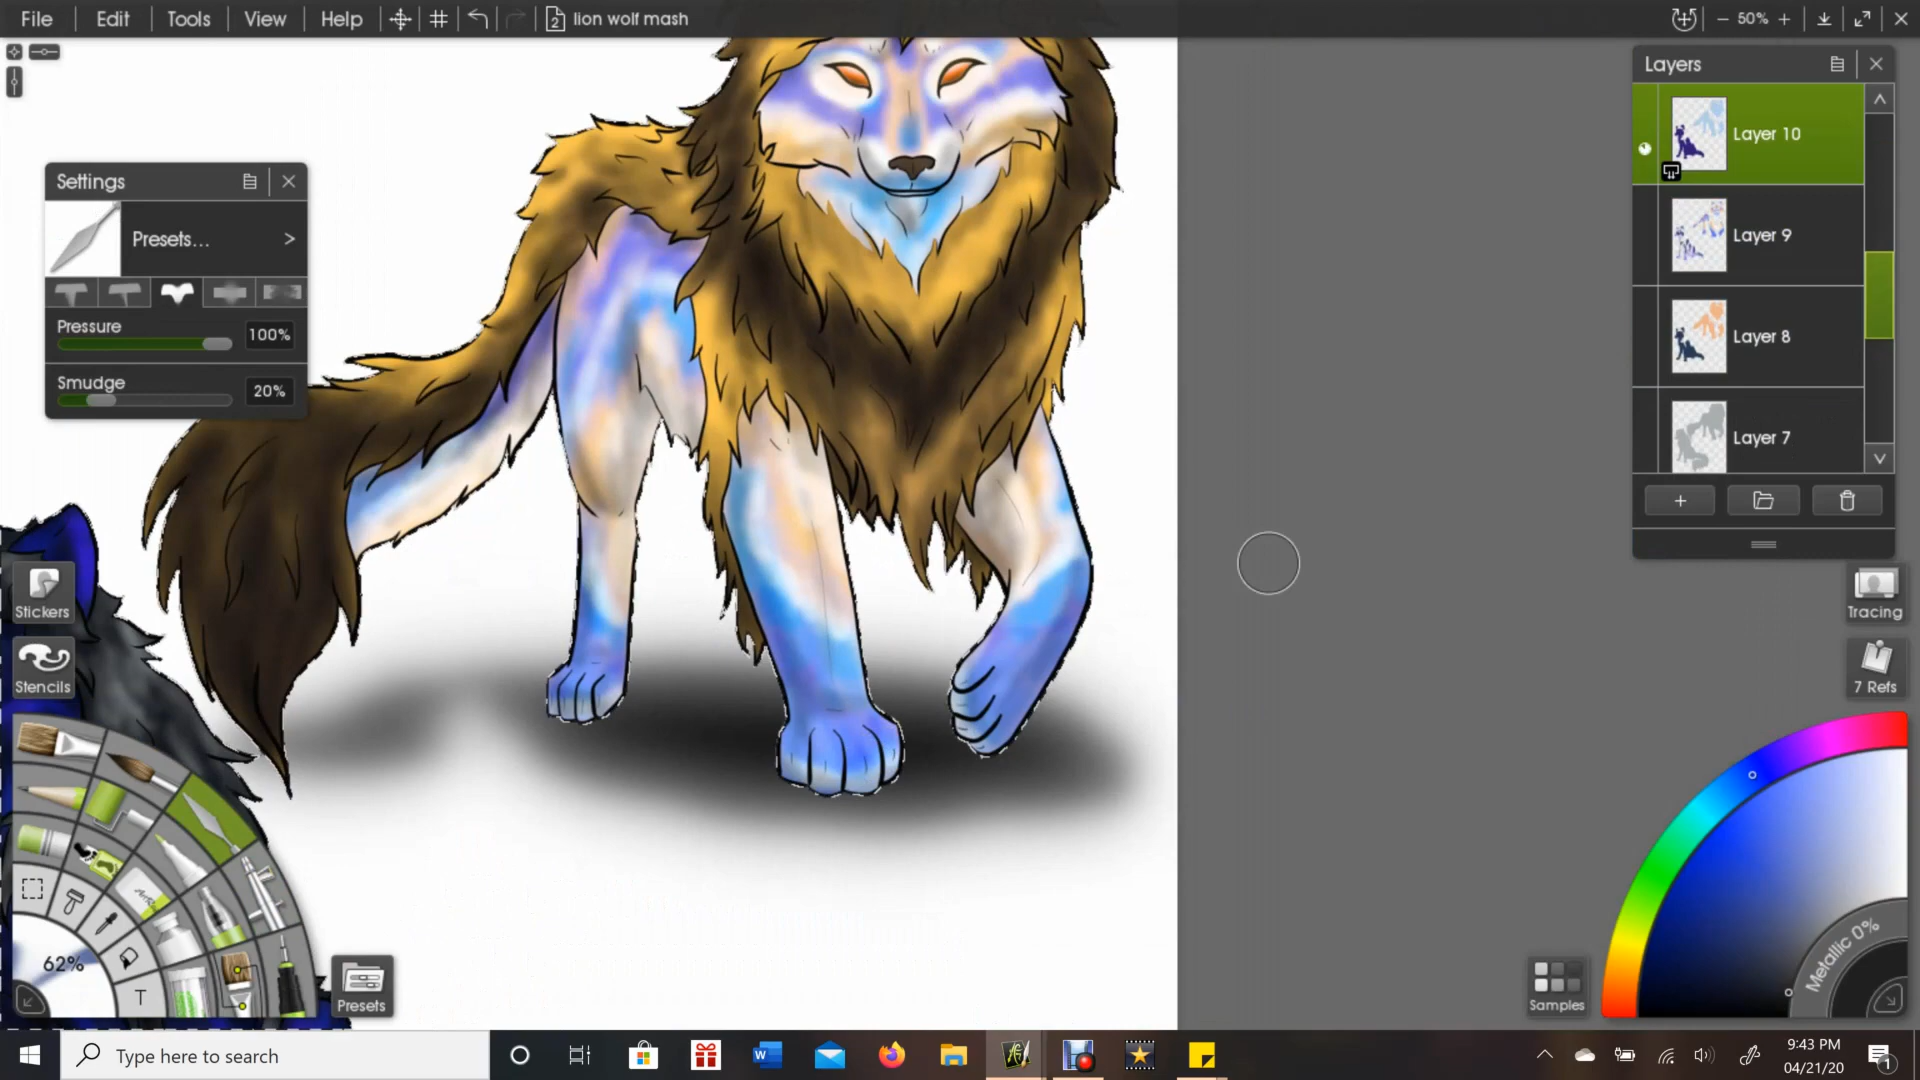 File
Edit
Tools
View
Help
2
lion wolf mash
50%
Layers
Layer 10
Layer 9
Layer 8
Layer 7
Settings
Presets...
>
Pressure
100%
Smudge
20%
Stickers
Stencils
Tracing
7 Refs
62%
T
Presets
Metallic 0%
Samples
Type here to search
W
9:43 PM
04/21/20
1